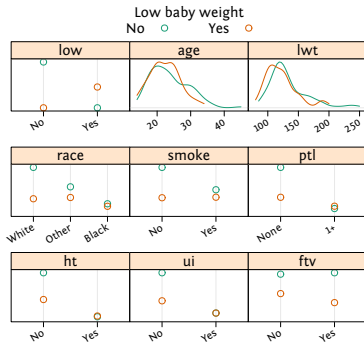 Low baby weight
No Yes
low age lwt
No Yes 20 30 40 100 150 200 250
race smoke ptl
White Other Black No Yes None 1+
ht ui ftv
No Yes No Yes No Yes